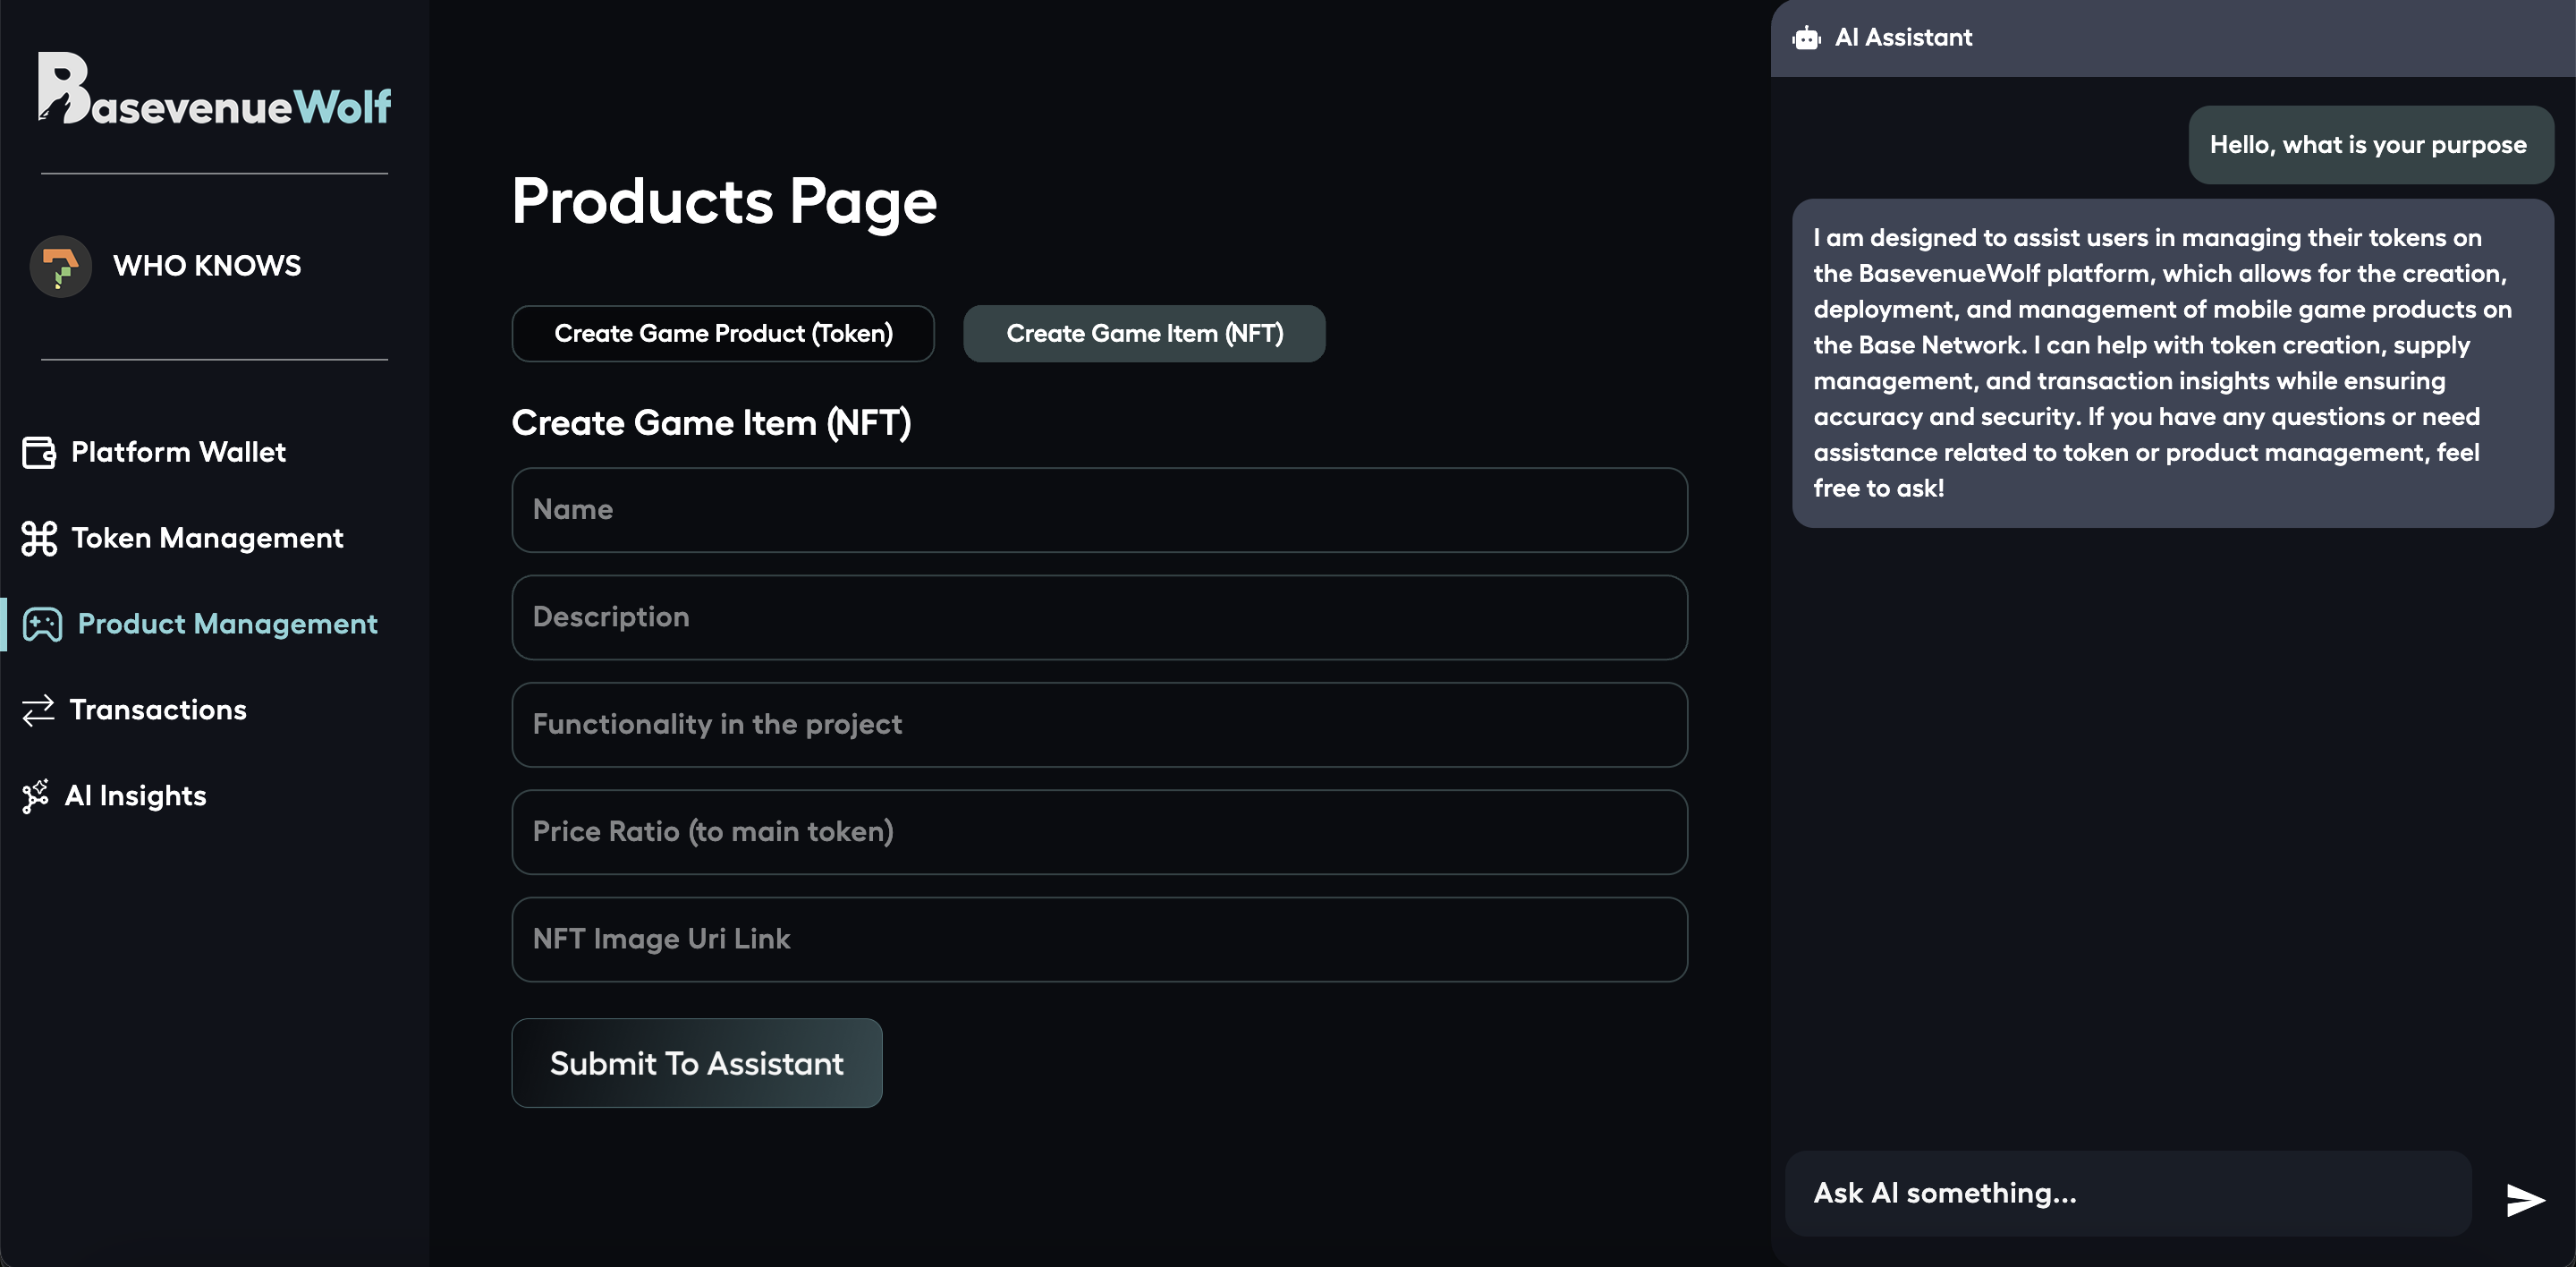 BasevenueWolf
WHO KNOWS
Platform Wallet
Token Management
Product Management
Transactions
AI Insights
Products Page
Create Game Product (Token)
Create Game Item (NFT)
Create Game Item (NFT)
Name
Description
Functionality in the project
Price Ratio (to main token)
NFT Image Uri Link
Submit To Assistant
AI Assistant
Hello, what is your purpose
I am designed to assist users in managing their tokens on
the BasevenueWolf platform, which allows for the creation,
deployment, and management of mobile game products on
the Base Network. I can help with token creation, supply
management, and transaction insights while ensuring
accuracy and security. If you have any questions or need
assistance related to token or product management, feel
free to ask!
Ask AI something...